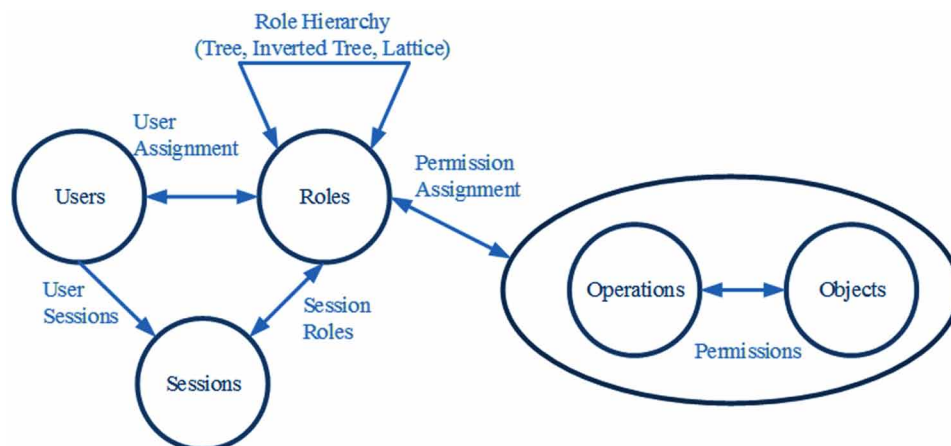 Role Hierarchy
(Tree, Inverted Tree, Lattice)
User
Assignment
Permission
Assignment
Users
Roles
User
Sessions
Session
Roles
Operations
Objects
Permissions
Sessions